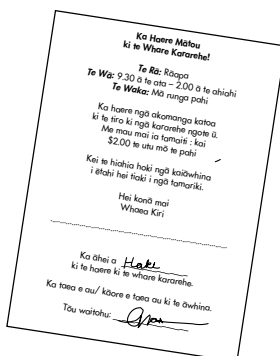 Ka Haere Mātou
ki te Whare Kararehe!
Te Rā: Rāapa
Te Wā: 9.30 ā te ata – 2.00 ā te ahiahi
Te Waka: Mā runga pahi
Ka haere ngā akomanga katoa
ki te tiro ki ngā kararehe ngote ū.
Me mau mai ia tamaiti : kai
$2.00 te utu mō te pahi
Kei te hiahia hoki ngā kaiāwhina
i ētahi hei tiaki i ngā tamariki.
Hei konā mai
Whaea Kiri
Ka āhei a Haki
ki te haere ki te whare kararehe.
Ka taea e au/ kāore e taea au ki te āwhina.
Tōu waitohu: